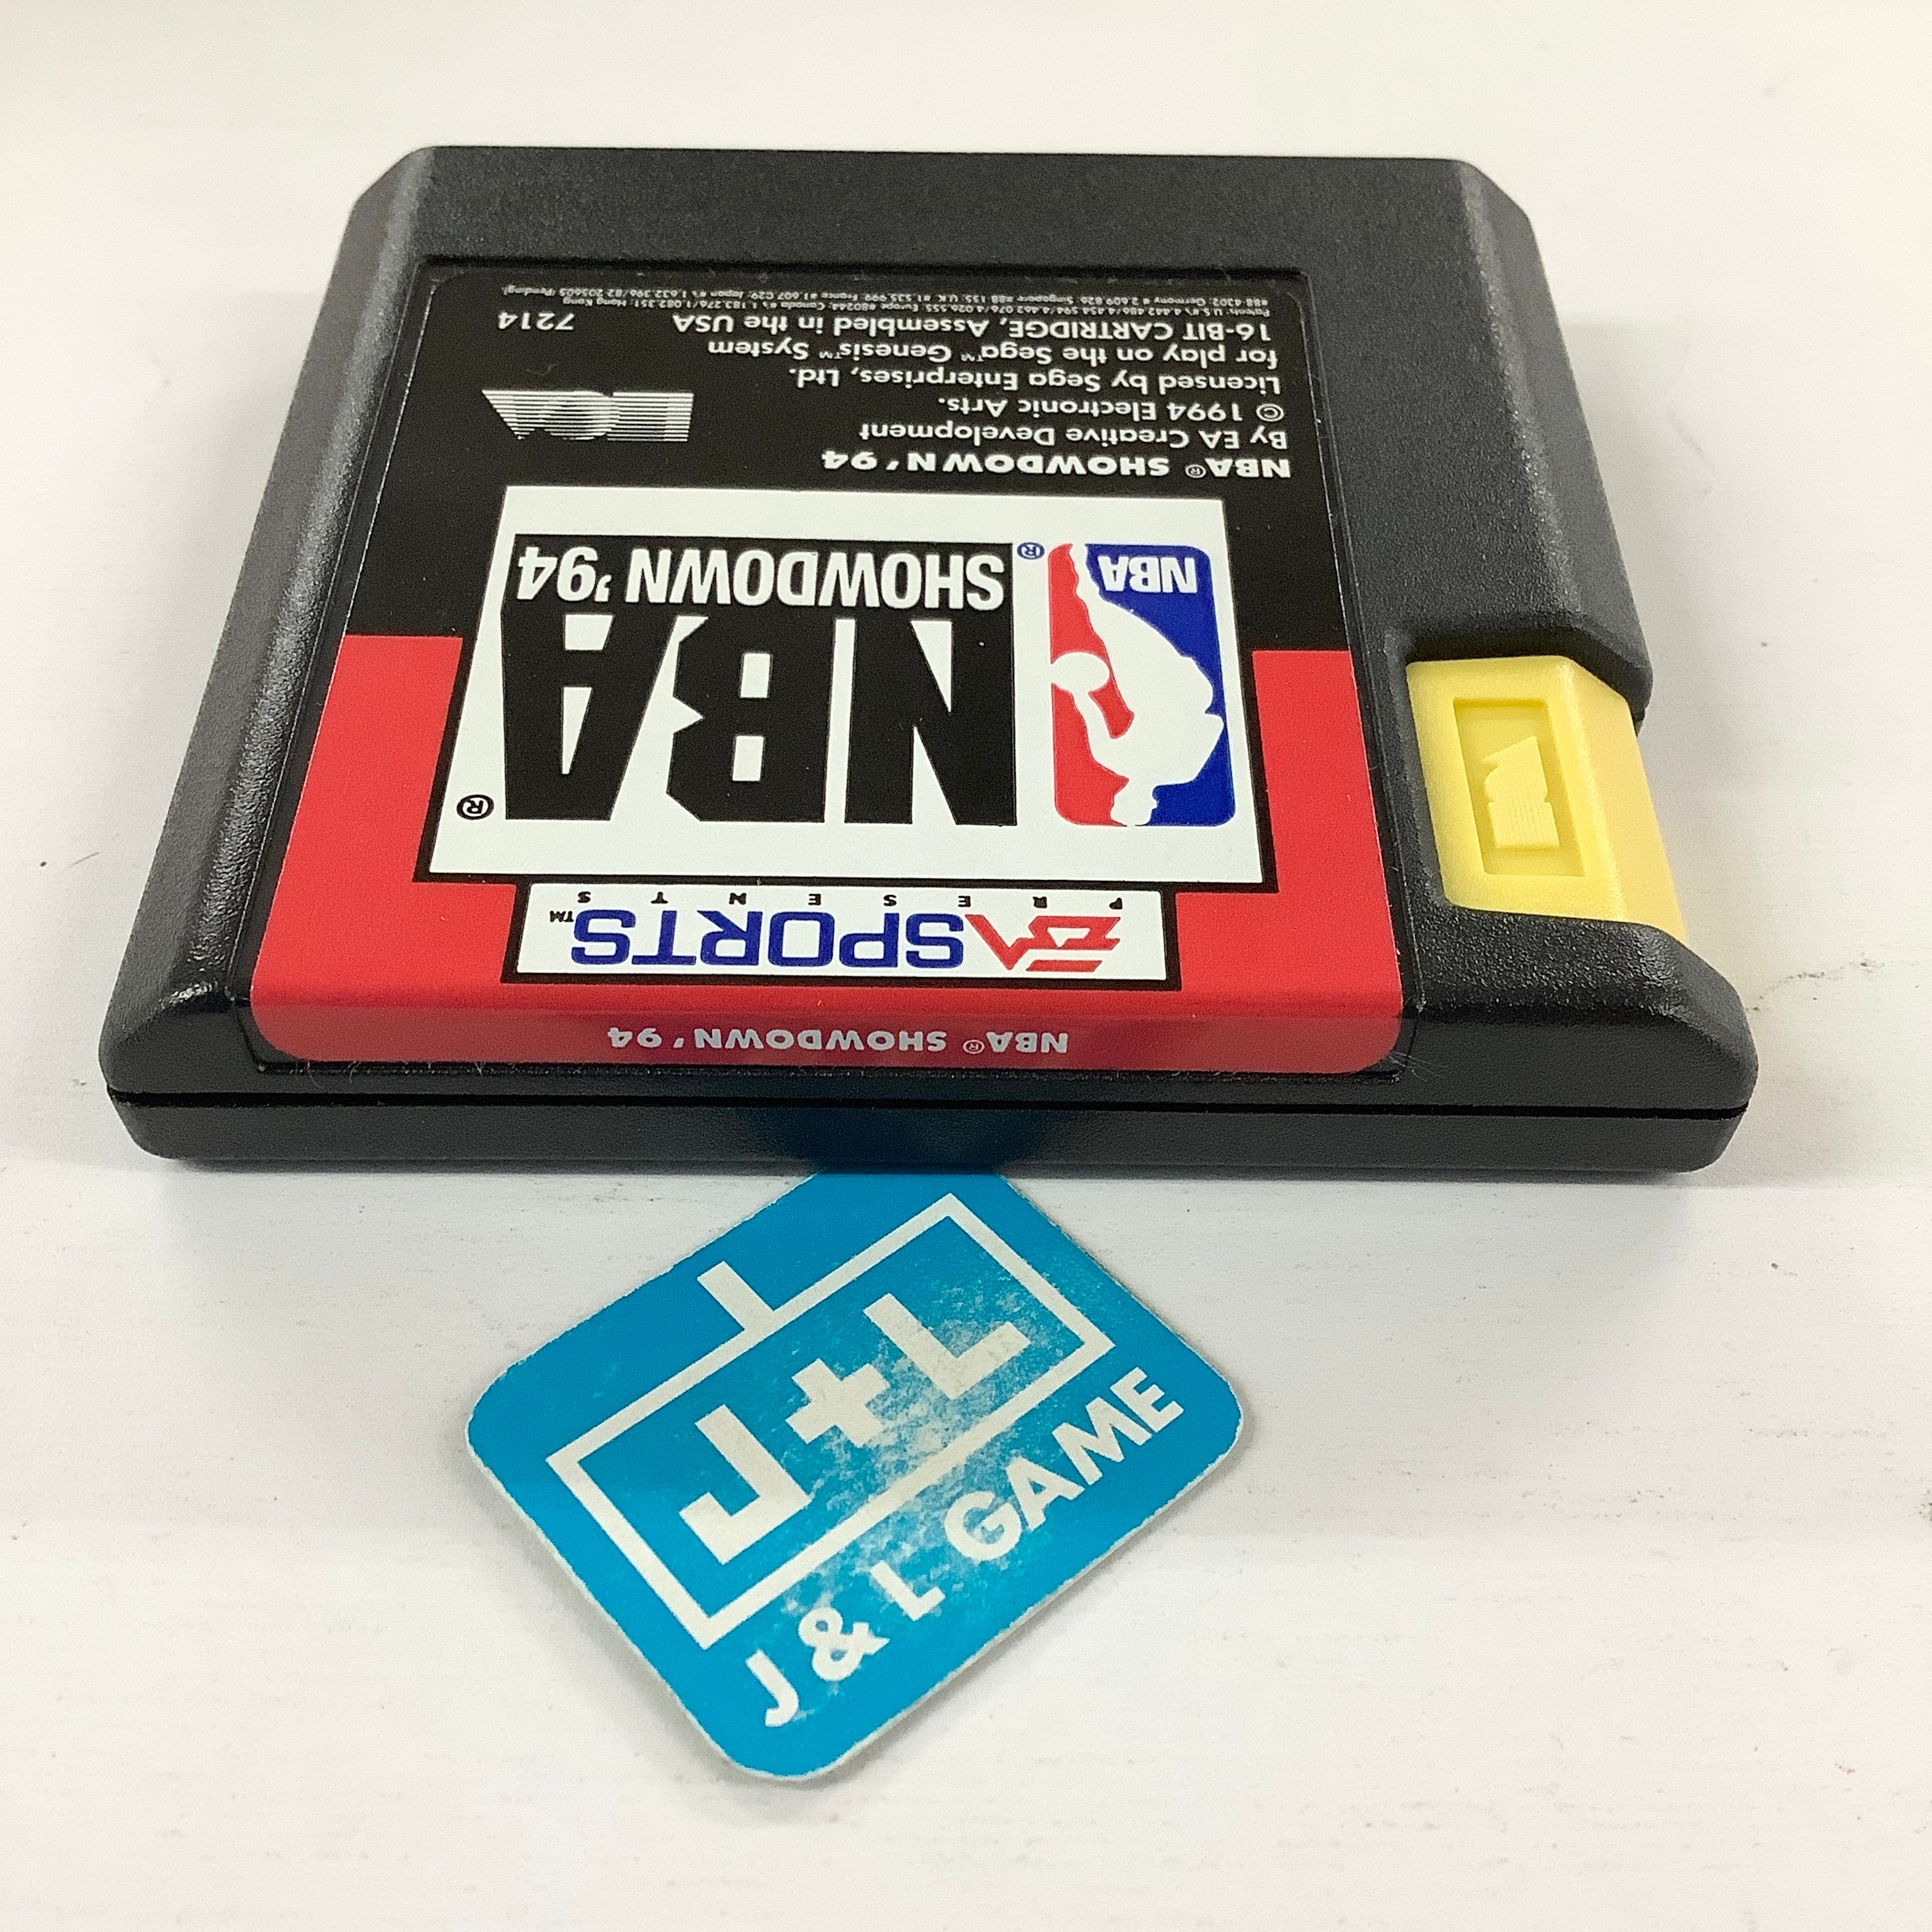 NBA® SHOWDOWN '94
EA SPORTS™
PRESENTS
NBA®
NBA
SHOWDOWN '94
®
NBA® SHOWDOWN '94
By EA Creative Development
© 1994 Electronic Arts.
Licensed by Sega Enterprises, Ltd.
for play on the Sega™ Genesis™ System
16-BIT CARTRIDGE, Assembled in the USA
7214
EA
J+L
J & L GAME